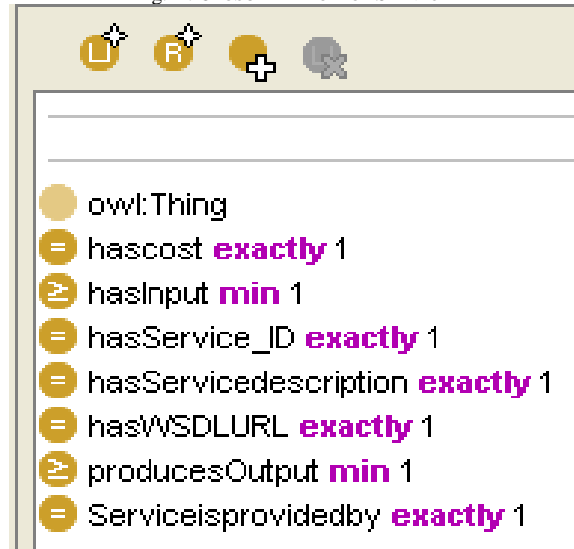 owl:Thing
= hascost exactly 1
≥ hasInput min 1
= hasService_ID exactly 1
= hasServicedescription exactly 1
= hasWSDLURL exactly 1
≥ producesOutput min 1
= Serviceisprovidedby exactly 1